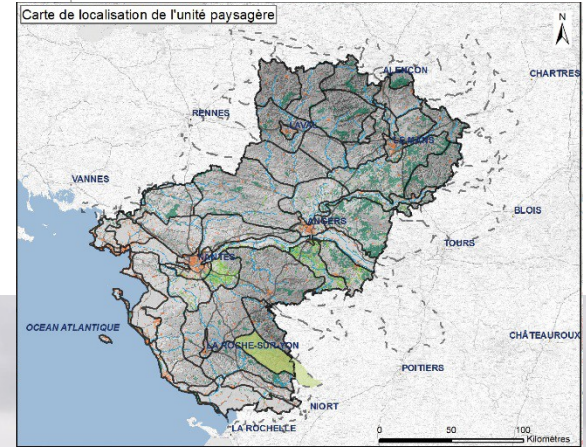 Carte de localisation de l'unité paysagère
N
ALENCON
CHARTRES
RENNES
LAVAL
LE MANS
VANNES
BLOIS
ANGERS
TOURS
NANTES
OCEAN ATLANTIQUE
LA ROCHE-SUR-YON
CHÂTEAUROUX
POITIERS
NIORT
LA ROCHELLE
0 50 100
Kilomètres